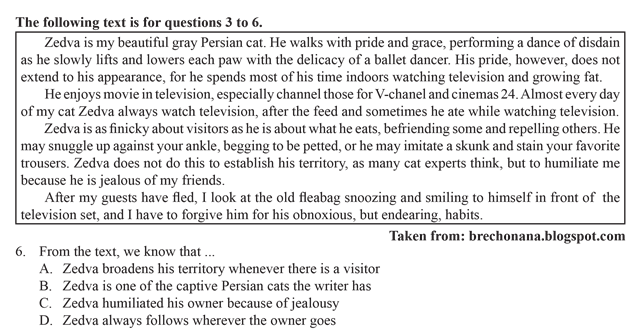 The following text is for questions 3 to 6.
Zedva is my beautiful gray Persian cat. He walks with pride and grace, performing a dance of disdain
as he slowly lifts and lowers each paw with the delicacy of a ballet dancer. His pride, however, does not
extend to his appearance, for he spends most of his time indoors watching television and growing fat.
He enjoys movie in television, especially channel those for V-chanel and cinemas 24. Almost every day
of my cat Zedva always watch television, after the feed and sometimes he ate while watching television.
Zedva is as finicky about visitors as he is about what he eats, befriending some and repelling others. He
may snuggle up against your ankle, begging to be petted, or he may imitate a skunk and stain your favorite
trousers. Zedva does not do this to establish his territory, as many cat experts think, but to humiliate me
because he is jealous of my friends.
After my guests have fled, I look at the old fleabag snoozing and smiling to himself in front of the
television set, and I have to forgive him for his obnoxious, but endearing, habits.
Taken from: brechonana.blogspot.com
6. From the text, we know that ...
A. Zedva broadens his territory whenever there is a visitor
B. Zedva is one of the captive Persian cats the writer has
C. Zedva humiliated his owner because of jealousy
D. Zedva always follows wherever the owner goes